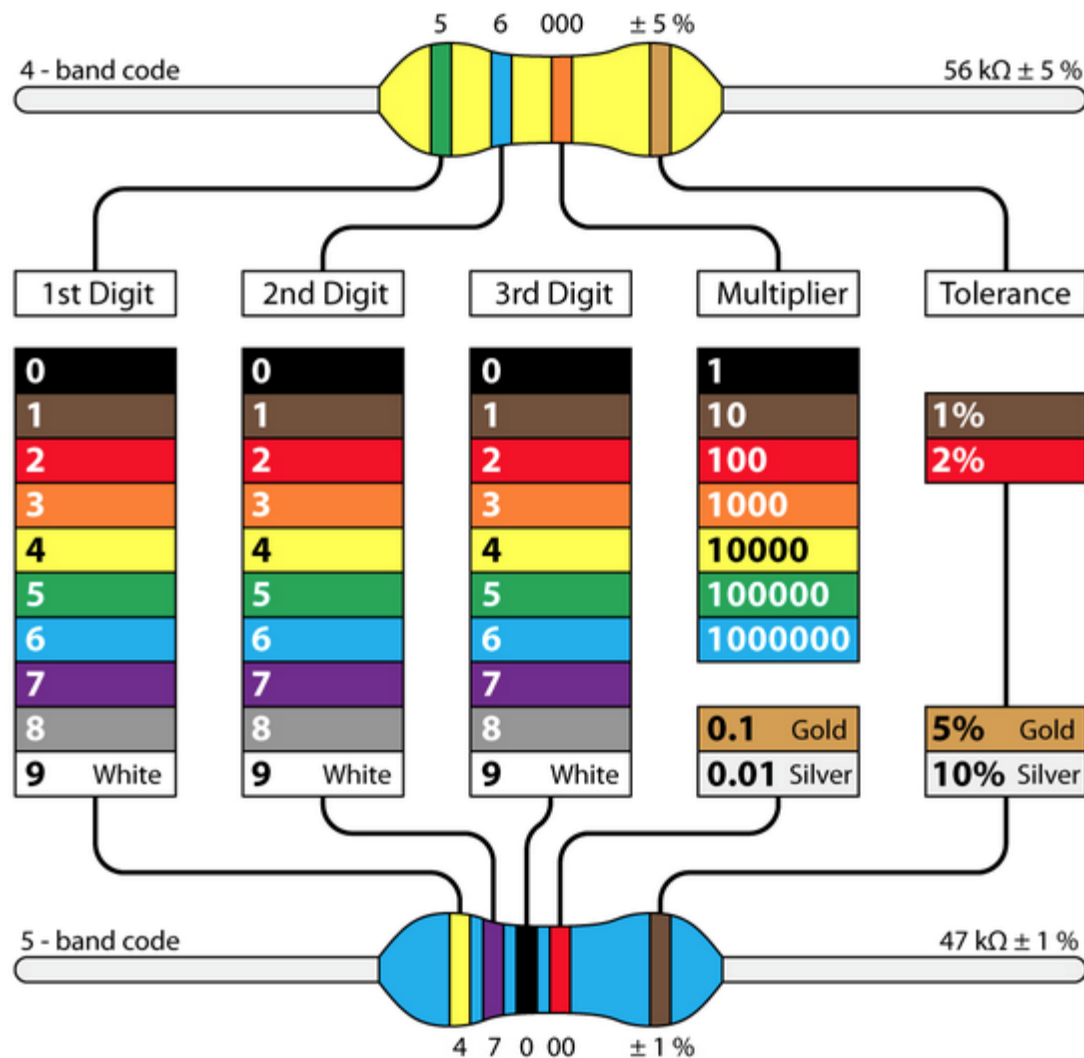 5 6 000 ± 5 %
4 - band code 56 kΩ ± 5 %
1st Digit 2nd Digit 3rd Digit Multiplier Tolerance
0 0 0 1
1 1 1 10 1%
2 2 2 100 2%
3 3 3 1000
4 4 4 10000
5 5 5 100000
6 6 6 1000000
7 7 7
8 8 8 0.1 Gold 5% Gold
9 White 9 White 9 White 0.01 Silver 10% Silver
5 - band code 47 kΩ ± 1 %
4 7 0 00 ± 1 %